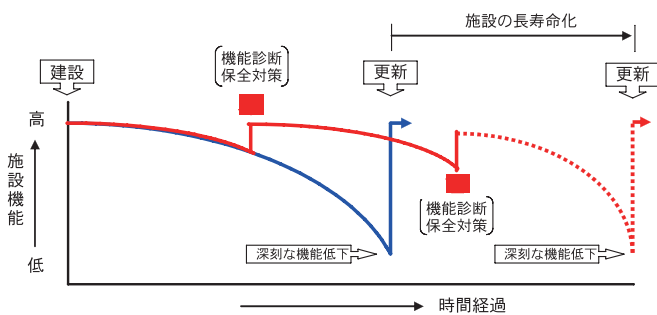 施設の長寿命化
建設
機能診断
保全対策
更新
更新
高
施設機能
低
機能診断
保全対策
深刻な機能低下
深刻な機能低下
時間経過